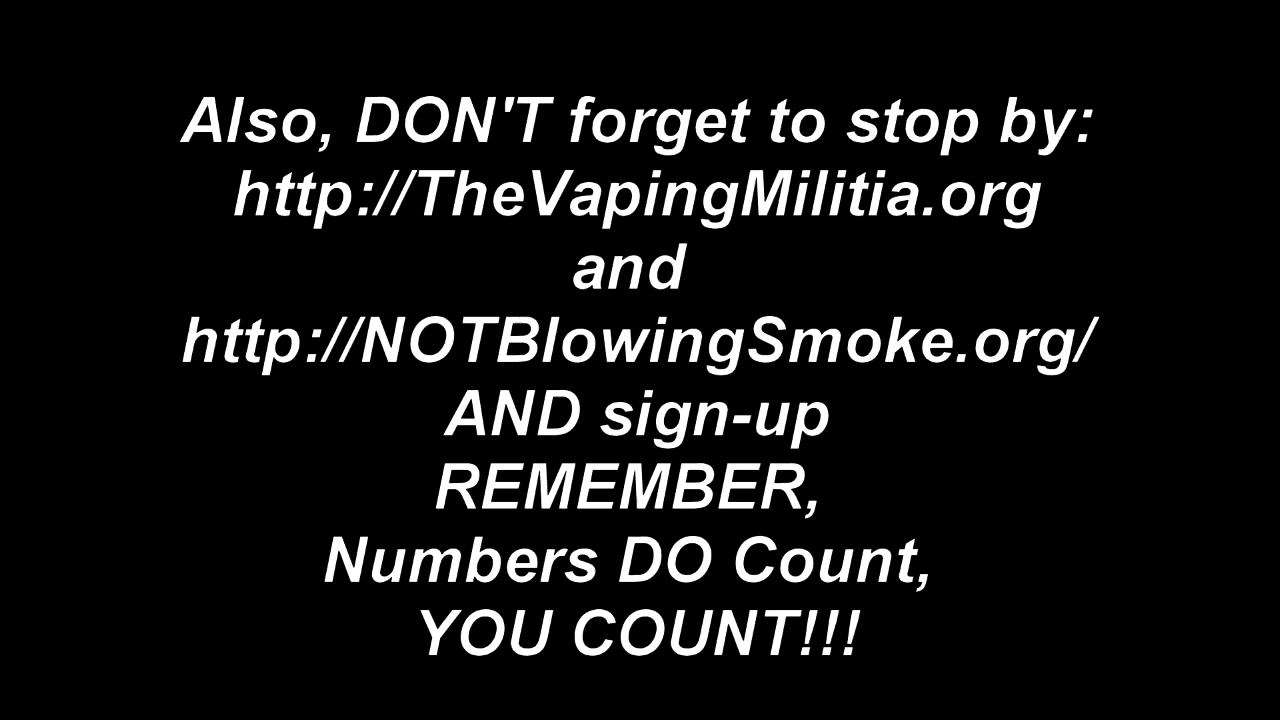 Also, DON'T forget to stop by:
http://TheVapingMilitia.org
and
http://NOTBlowingSmoke.org/
AND sign-up
REMEMBER,
Numbers DO Count,
YOU COUNT!!!